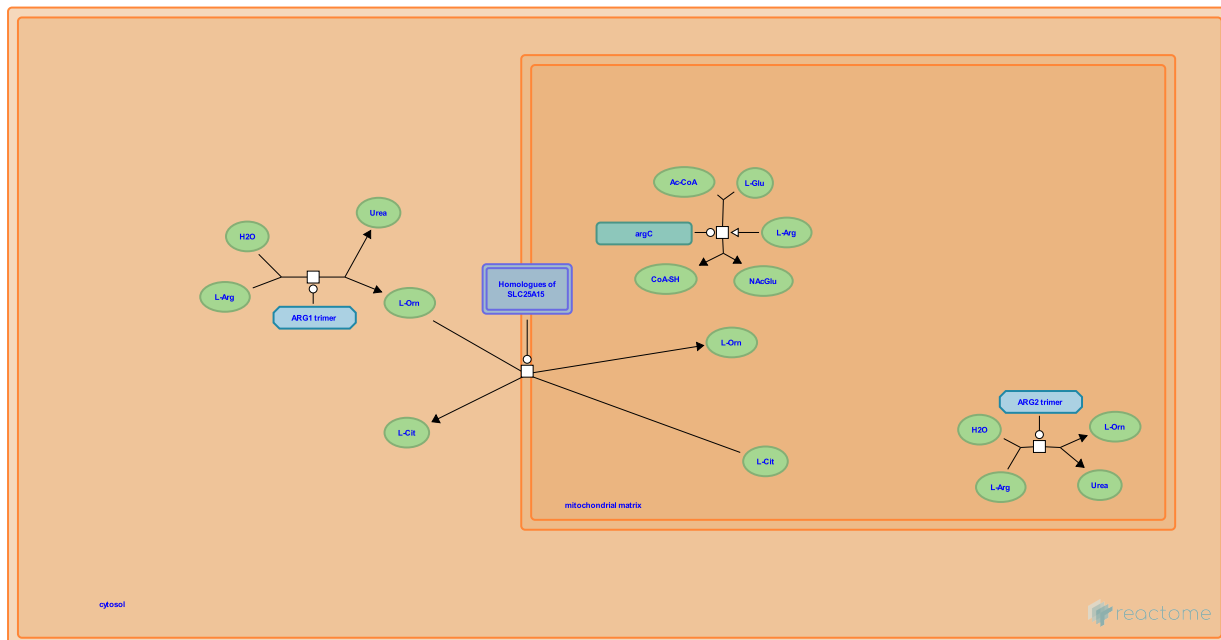 Ac-CoA
L-Glu
Urea
H2O
argC
L-Arg
CoA-SH
NAcGlu
Homologues of
SLC25A15
L-Arg
L-Orn
ARG1 trimer
L-Orn
ARG2 trimer
H2O
L-Orn
L-Cit
L-Cit
L-Arg
Urea
mitochondrial matrix
cytosol
reactome